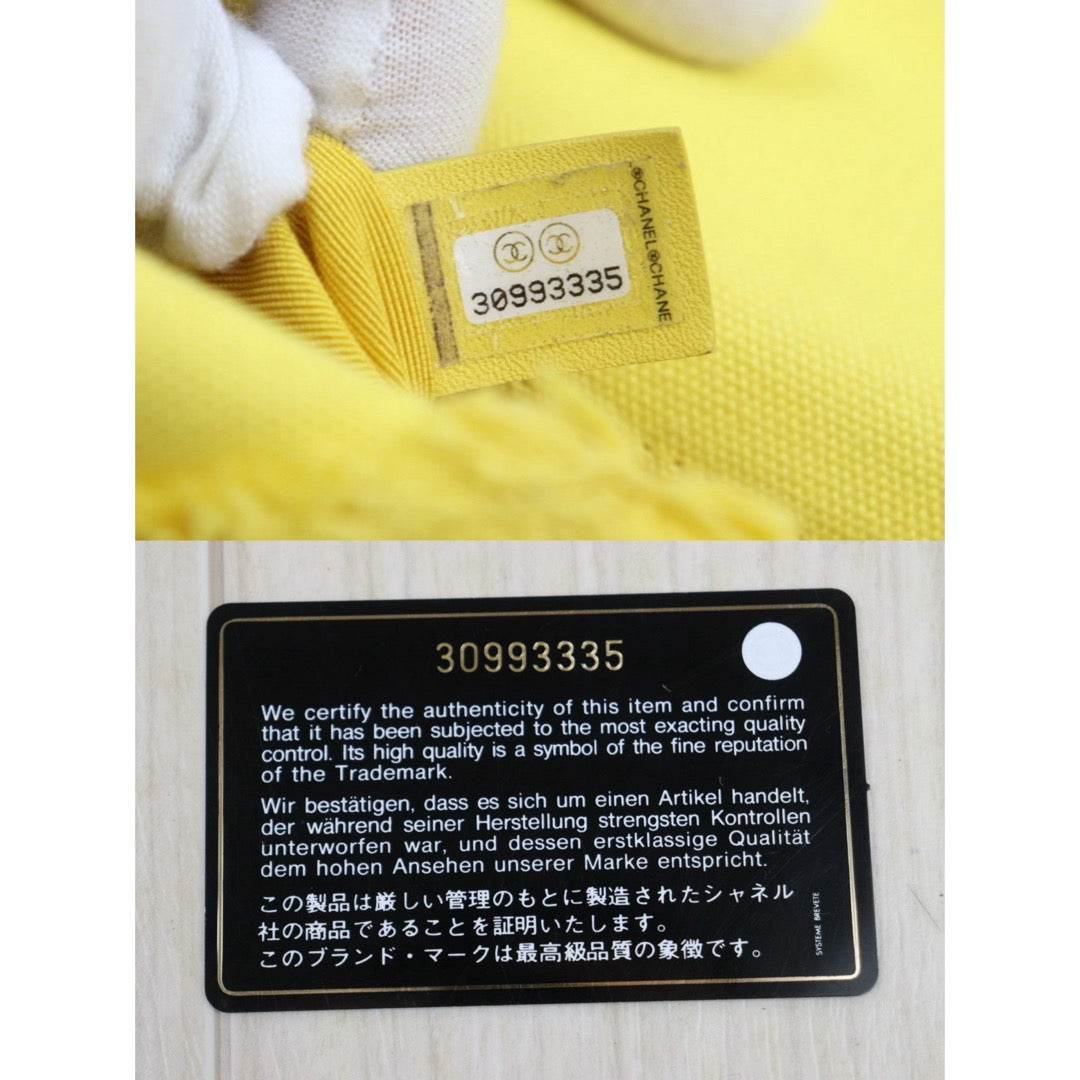 30993335
®CHANEL®CHANE
30993335
We certify the authenticity of this item and confirm
that it has been subjected to the most exacting quality
control. Its high quality is a symbol of the fine reputation
of the Trademark.
Wir bestätigen, dass es sich um einen Artikel handelt,
der während seiner Herstellung strengsten Kontrollen
unterworfen war, und dessen erstklassige Qualität
dem hohen Ansehen unserer Marke entspricht.
この製品は厳しい管理のもとに製造されたシャネル
社の商品であることを証明いたします。
このブランド・マークは最高級品質の象徴です。
SYSTEME BREVETE